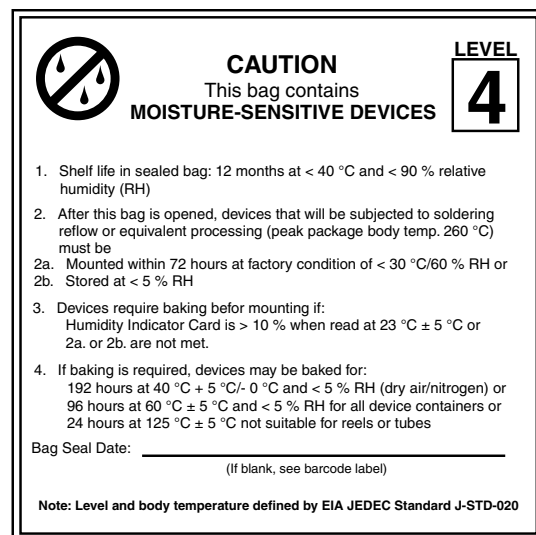 LEVEL
CAUTION
4
This bag contains
MOISTURE-SENSITIVE DEVICES
1. Shelf life in sealed bag: 12 months at < 40 °C and < 90 % relative
humidity (RH)
2. After this bag is opened, devices that will be subjected to soldering
reflow or equivalent processing (peak package body temp. 260 °C)
must be
2a. Mounted within 72 hours at factory condition of < 30 °C/60 % RH or
2b. Stored at < 5 % RH
3. Devices require baking befor mounting if:
Humidity Indicator Card is > 10 % when read at 23 °C ± 5 °C or
2a. or 2b. are not met.
4. If baking is required, devices may be baked for:
192 hours at 40 °C + 5 °C/- 0 °C and < 5 % RH (dry air/nitrogen) or
96 hours at 60 °C ± 5 °C and < 5 % RH for all device containers or
24 hours at 125 °C ± 5 °C not suitable for reels or tubes
Bag Seal Date:
(If blank, see barcode label)
Note: Level and body temperature defined by EIA JEDEC Standard J-STD-020